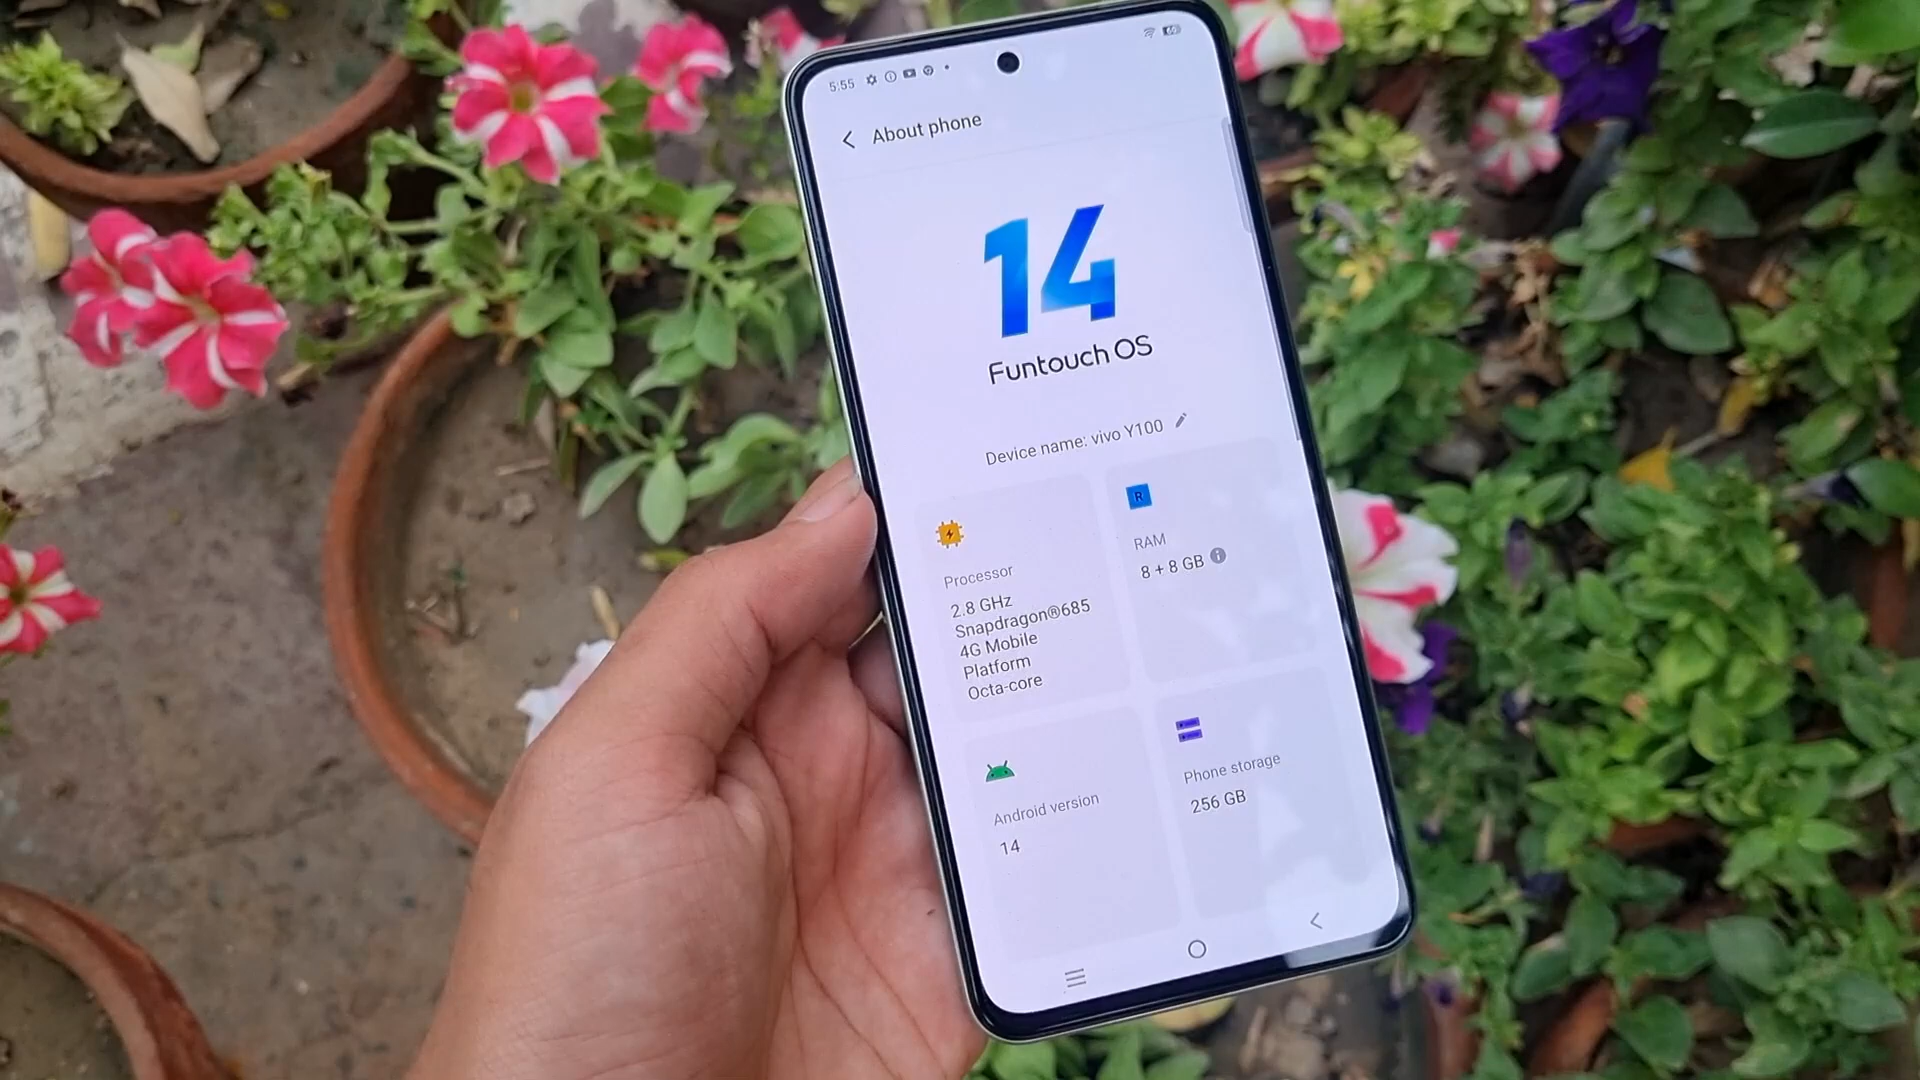 5:55
About phone
14
Funtouch OS
Device name: vivo Y100
Processor
2.8 GHz
Snapdragon®685
4G Mobile
Platform
Octa-core
R
RAM
8 + 8 GB
Android version
14
Phone storage
256 GB